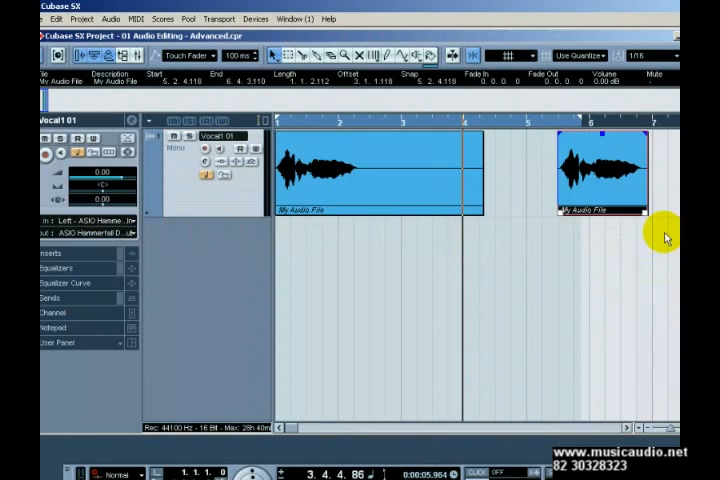 Cubase SX
Edit Project Audio MIDI Scores Pool Transport Devices Window (1) Help
Cubase SX Project - 01 Audio Editing - Advanced.cpr
Touch Fader 100 ms Use Quantize 1/16
File Description Start End Length Offset Snap Fade In Fade Out Volume Mute
My Audio File My Audio File 5. 2. 4.118 6. 4. 3.110 1. 1. 2.112 3. 1. 1.118 5. 2. 4.118 0. 0. 0. 0 0. 0. 0. 0 0.00 dB -
Vocal1 01
1 2 3 4 5 6 7
1 M S Vocal1 01
M S R W
Mono R W
0.00
<C>
0.00
in : Left - ASIO Hamme...
out : ASIO Hammerfall D...
My Audio File
My Audio File
Inserts
Equalizers
Equalizer Curve
Sends
Channel
Notepad
User Panel
Rec: 44100 Hz - 16 Bit - Max: 28h 40m
www.musicaudio.net
82 30328323
Normal 1. 1. 1. 0 3. 4. 4. 86 0:00:05.964 CLICK OFF